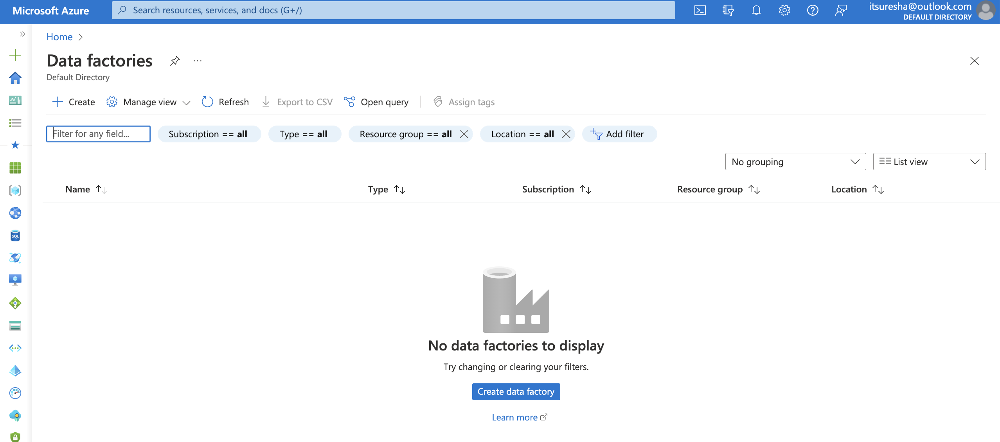 Microsoft Azure
Search resources, services, and docs (G+/)
itsuresha@outlook.com
DEFAULT DIRECTORY
Home
Data factories
Default Directory
Create
Manage view
Refresh
Export to CSV
Open query
Assign tags
Filter for any field...
Subscription == all
Type == all
Resource group == all
Location == all
Add filter
No grouping
List view
Name
Type
Subscription
Resource group
Location
SQL
No data factories to display
Try changing or clearing your filters.
Create data factory
Learn more